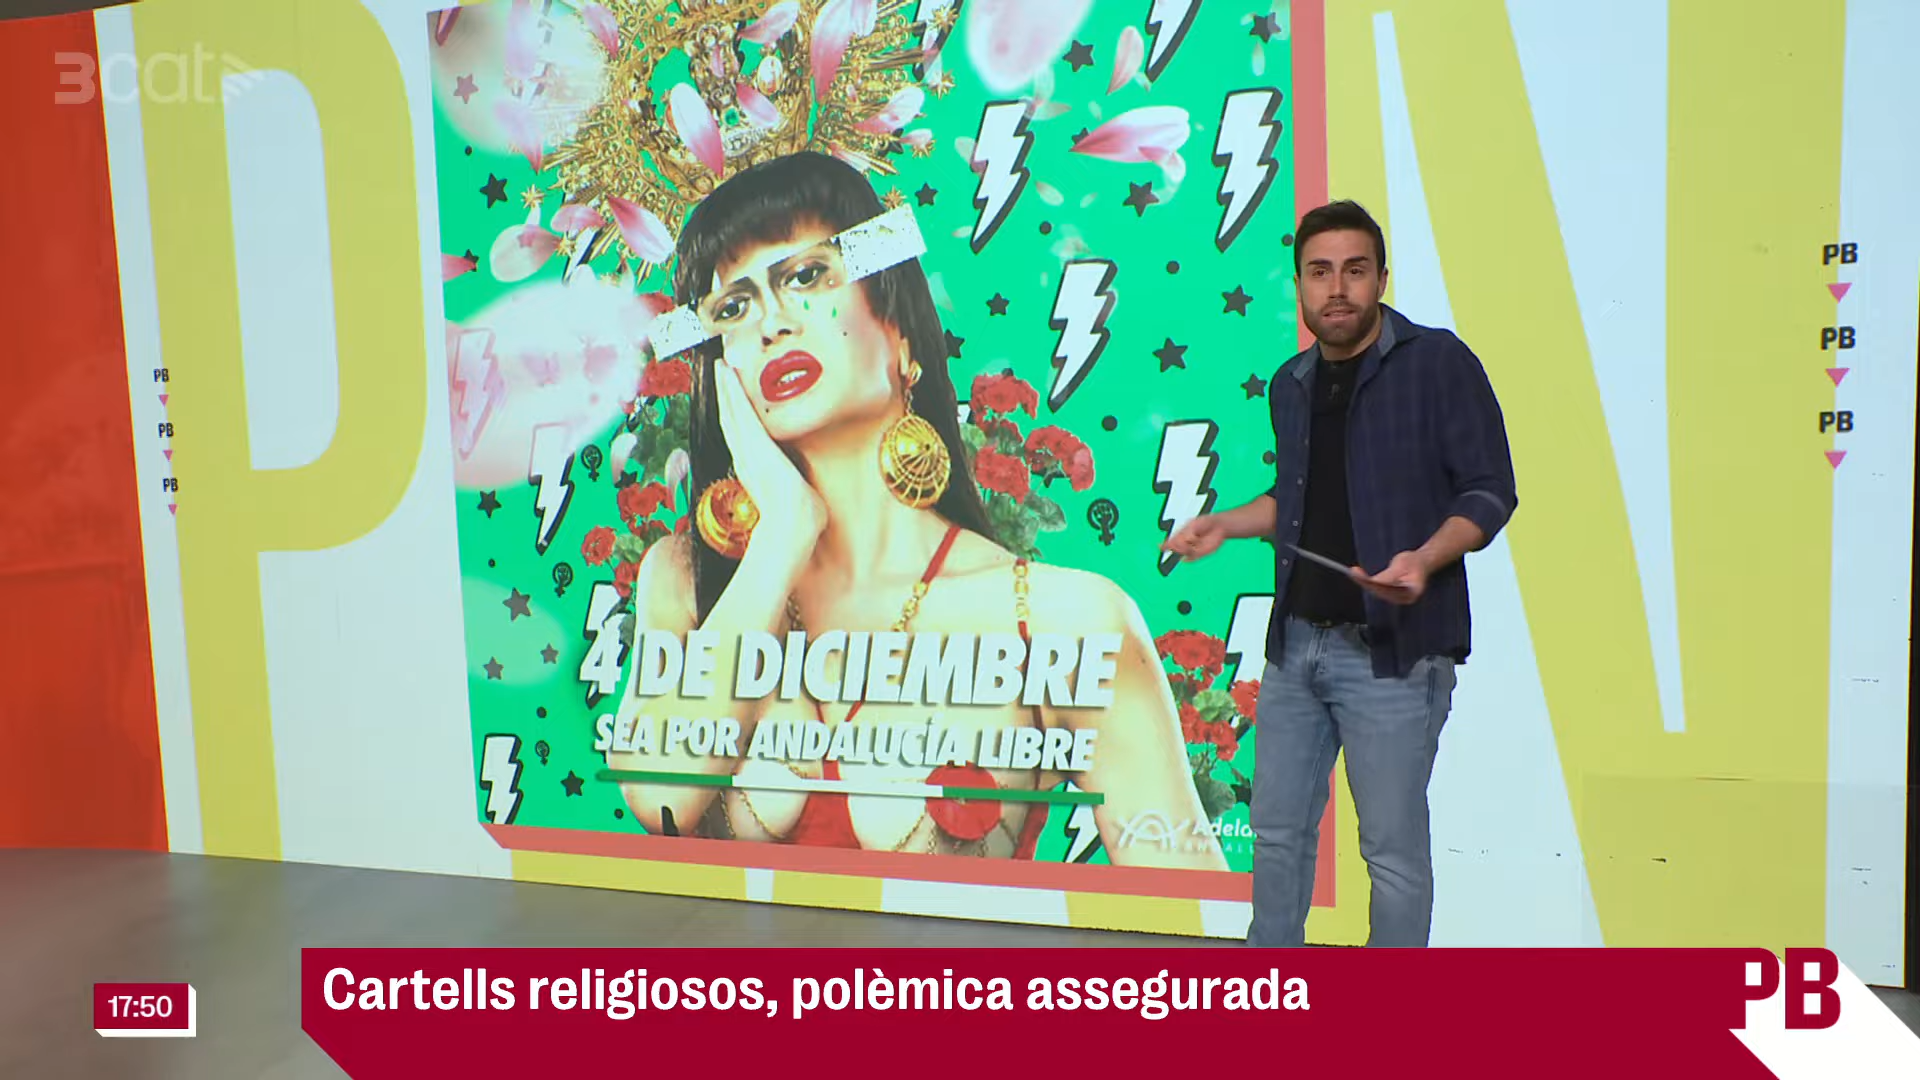 3cat
PB
PB
PB
PB
PB
PB
4 DE DICIEMBRE
SEA POR ANDALUCÍA LIBRE
17:50
Cartells religiosos, polèmica assegurada
PB